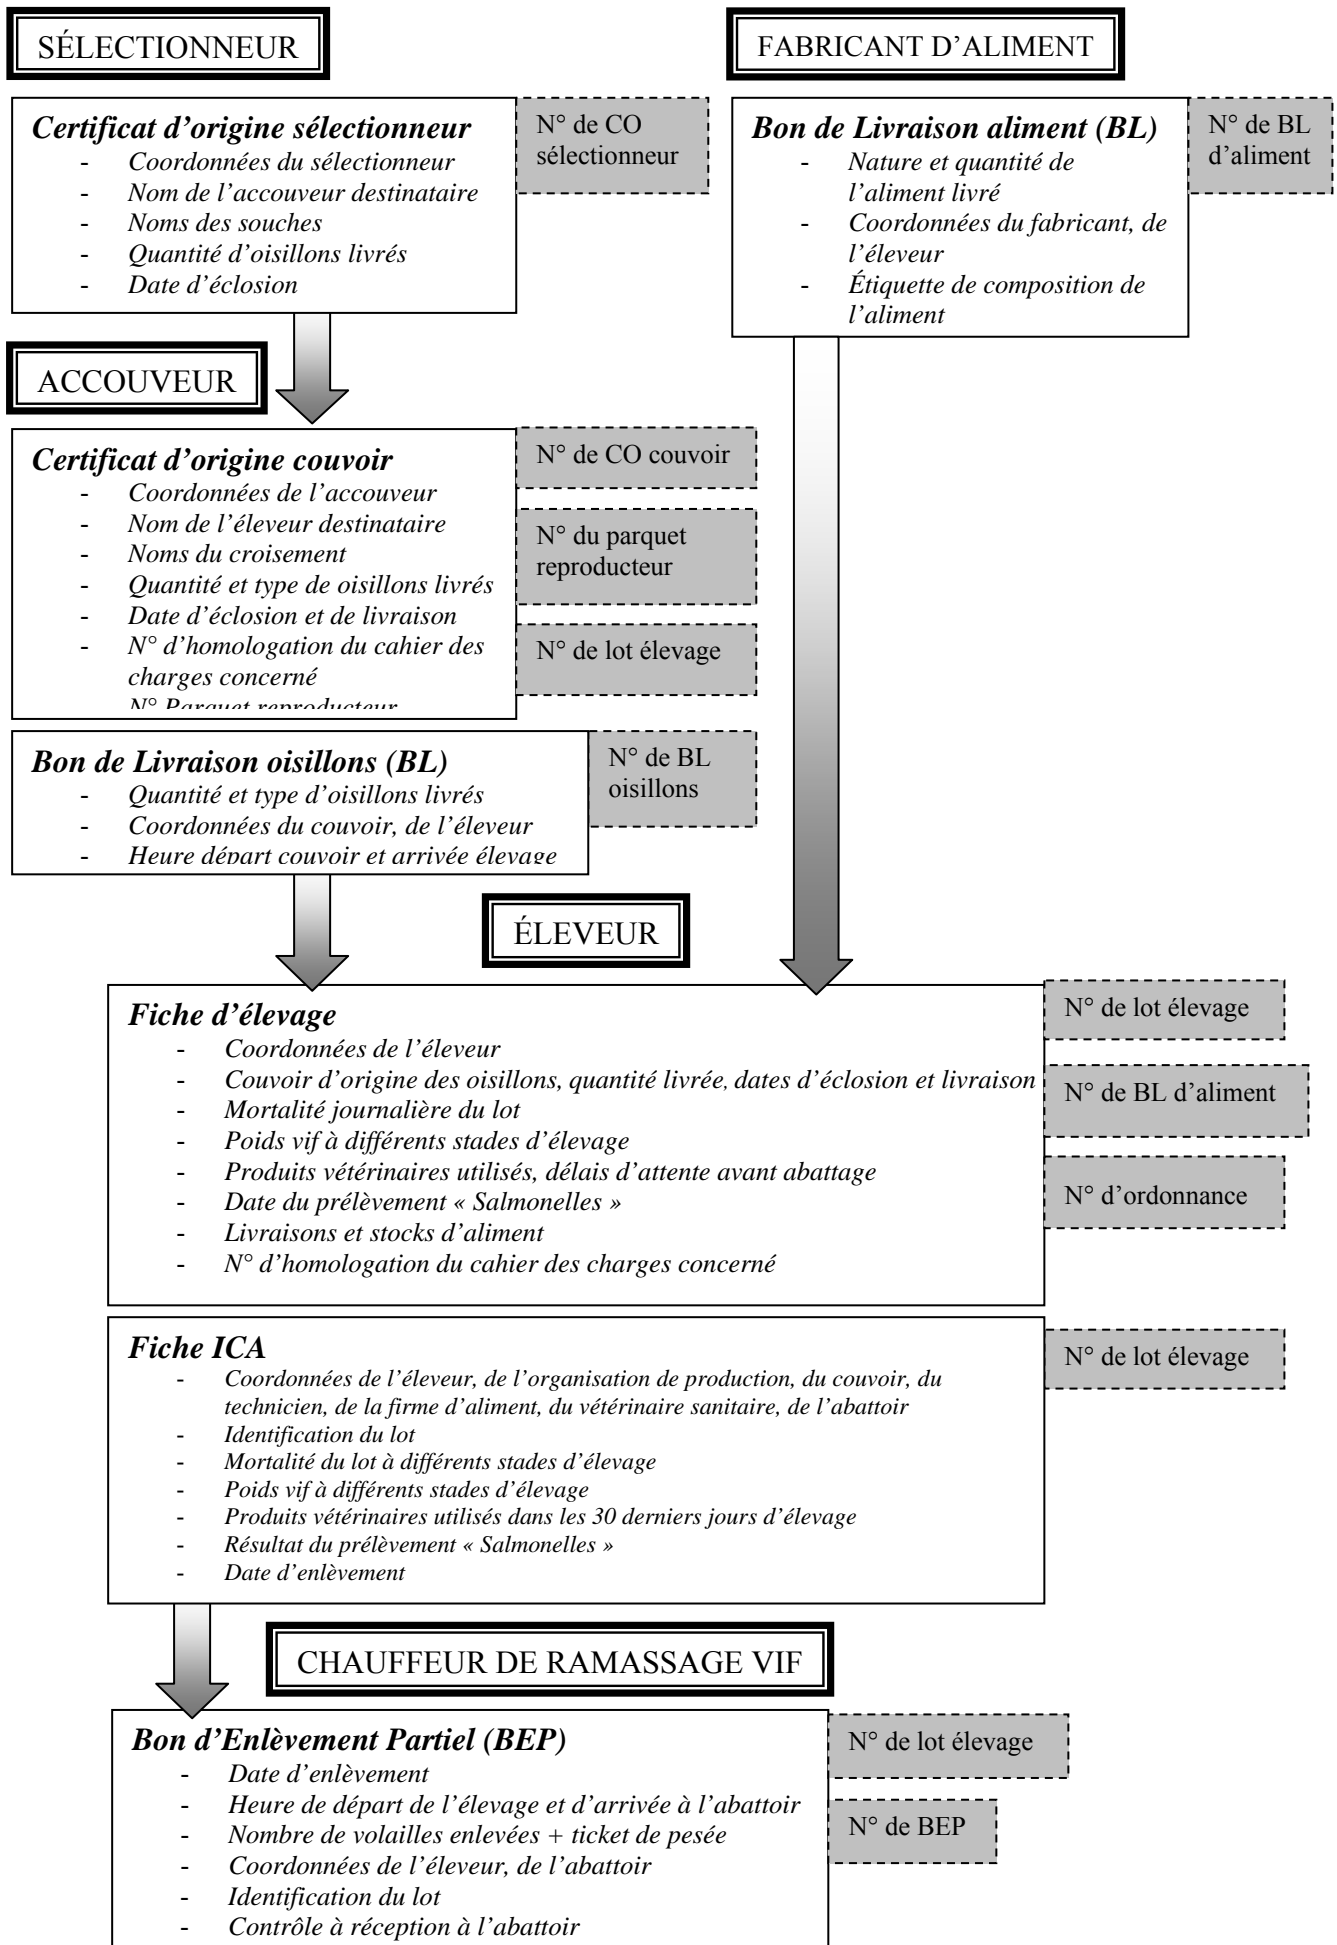 SÉLECTIONNEUR
FABRICANT D’ALIMENT
Certificat d’origine sélectionneur
- Coordonnées du sélectionneur
- Nom de l’accouveur destinataire
- Noms des souches
- Quantité d’oisillons livrés
- Date d’éclosion
N° de CO
sélectionneur
Bon de Livraison aliment (BL)
- Nature et quantité de
l’aliment livré
- Coordonnées du fabricant, de
l’éleveur
- Étiquette de composition de
l’aliment
N° de BL
d’aliment
ACCOUVEUR
Certificat d’origine couvoir
- Coordonnées de l’accouveur
- Nom de l’éleveur destinataire
- Noms du croisement
- Quantité et type de oisillons livrés
- Date d’éclosion et de livraison
- N° d’homologation du cahier des
charges concerné
N° Parquet reproducteur
N° de CO couvoir
N° du parquet
reproducteur
N° de lot élevage
Bon de Livraison oisillons (BL)
- Quantité et type d’oisillons livrés
- Coordonnées du couvoir, de l’éleveur
- Heure départ couvoir et arrivée élevage
N° de BL
oisillons
ÉLEVEUR
Fiche d’élevage
- Coordonnées de l’éleveur
- Couvoir d’origine des oisillons, quantité livrée, dates d’éclosion et livraison
- Mortalité journalière du lot
- Poids vif à différents stades d’élevage
- Produits vétérinaires utilisés, délais d’attente avant abattage
- Date du prélèvement « Salmonelles »
- Livraisons et stocks d’aliment
- N° d’homologation du cahier des charges concerné
N° de lot élevage
N° de BL d’aliment
N° d’ordonnance
Fiche ICA
- Coordonnées de l’éleveur, de l’organisation de production, du couvoir, du
technicien, de la firme d’aliment, du vétérinaire sanitaire, de l’abattoir
- Identification du lot
- Mortalité du lot à différents stades d’élevage
- Poids vif à différents stades d’élevage
- Produits vétérinaires utilisés dans les 30 derniers jours d’élevage
- Résultat du prélèvement « Salmonelles »
- Date d’enlèvement
N° de lot élevage
CHAUFFEUR DE RAMASSAGE VIF
Bon d’Enlèvement Partiel (BEP)
- Date d’enlèvement
- Heure de départ de l’élevage et d’arrivée à l’abattoir
- Nombre de volailles enlevées + ticket de pesée
- Coordonnées de l’éleveur, de l’abattoir
- Identification du lot
- Contrôle à réception à l’abattoir
N° de lot élevage
N° de BEP